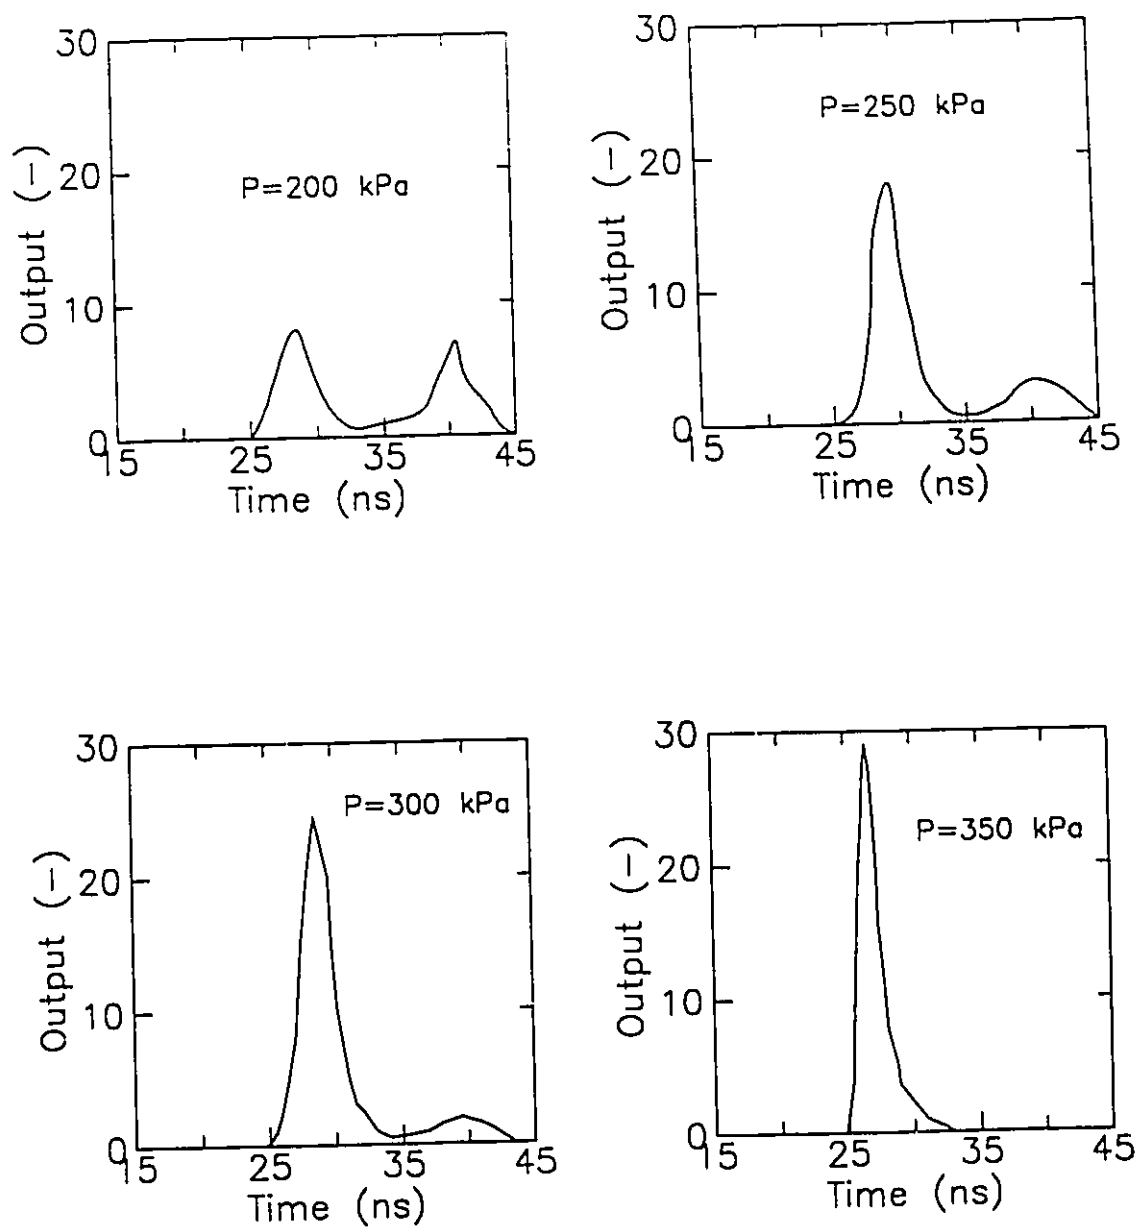 30
20
10
0
Output (-)
P=200 kPa
15 25 35 45
Time (ns)
30
20
10
0
Output (-)
P=250 kPa
15 25 35 45
Time (ns)
30
20
10
0
Output (-)
P=300 kPa
15 25 35 45
Time (ns)
30
20
10
0
Output (-)
P=350 kPa
15 25 35 45
Time (ns)